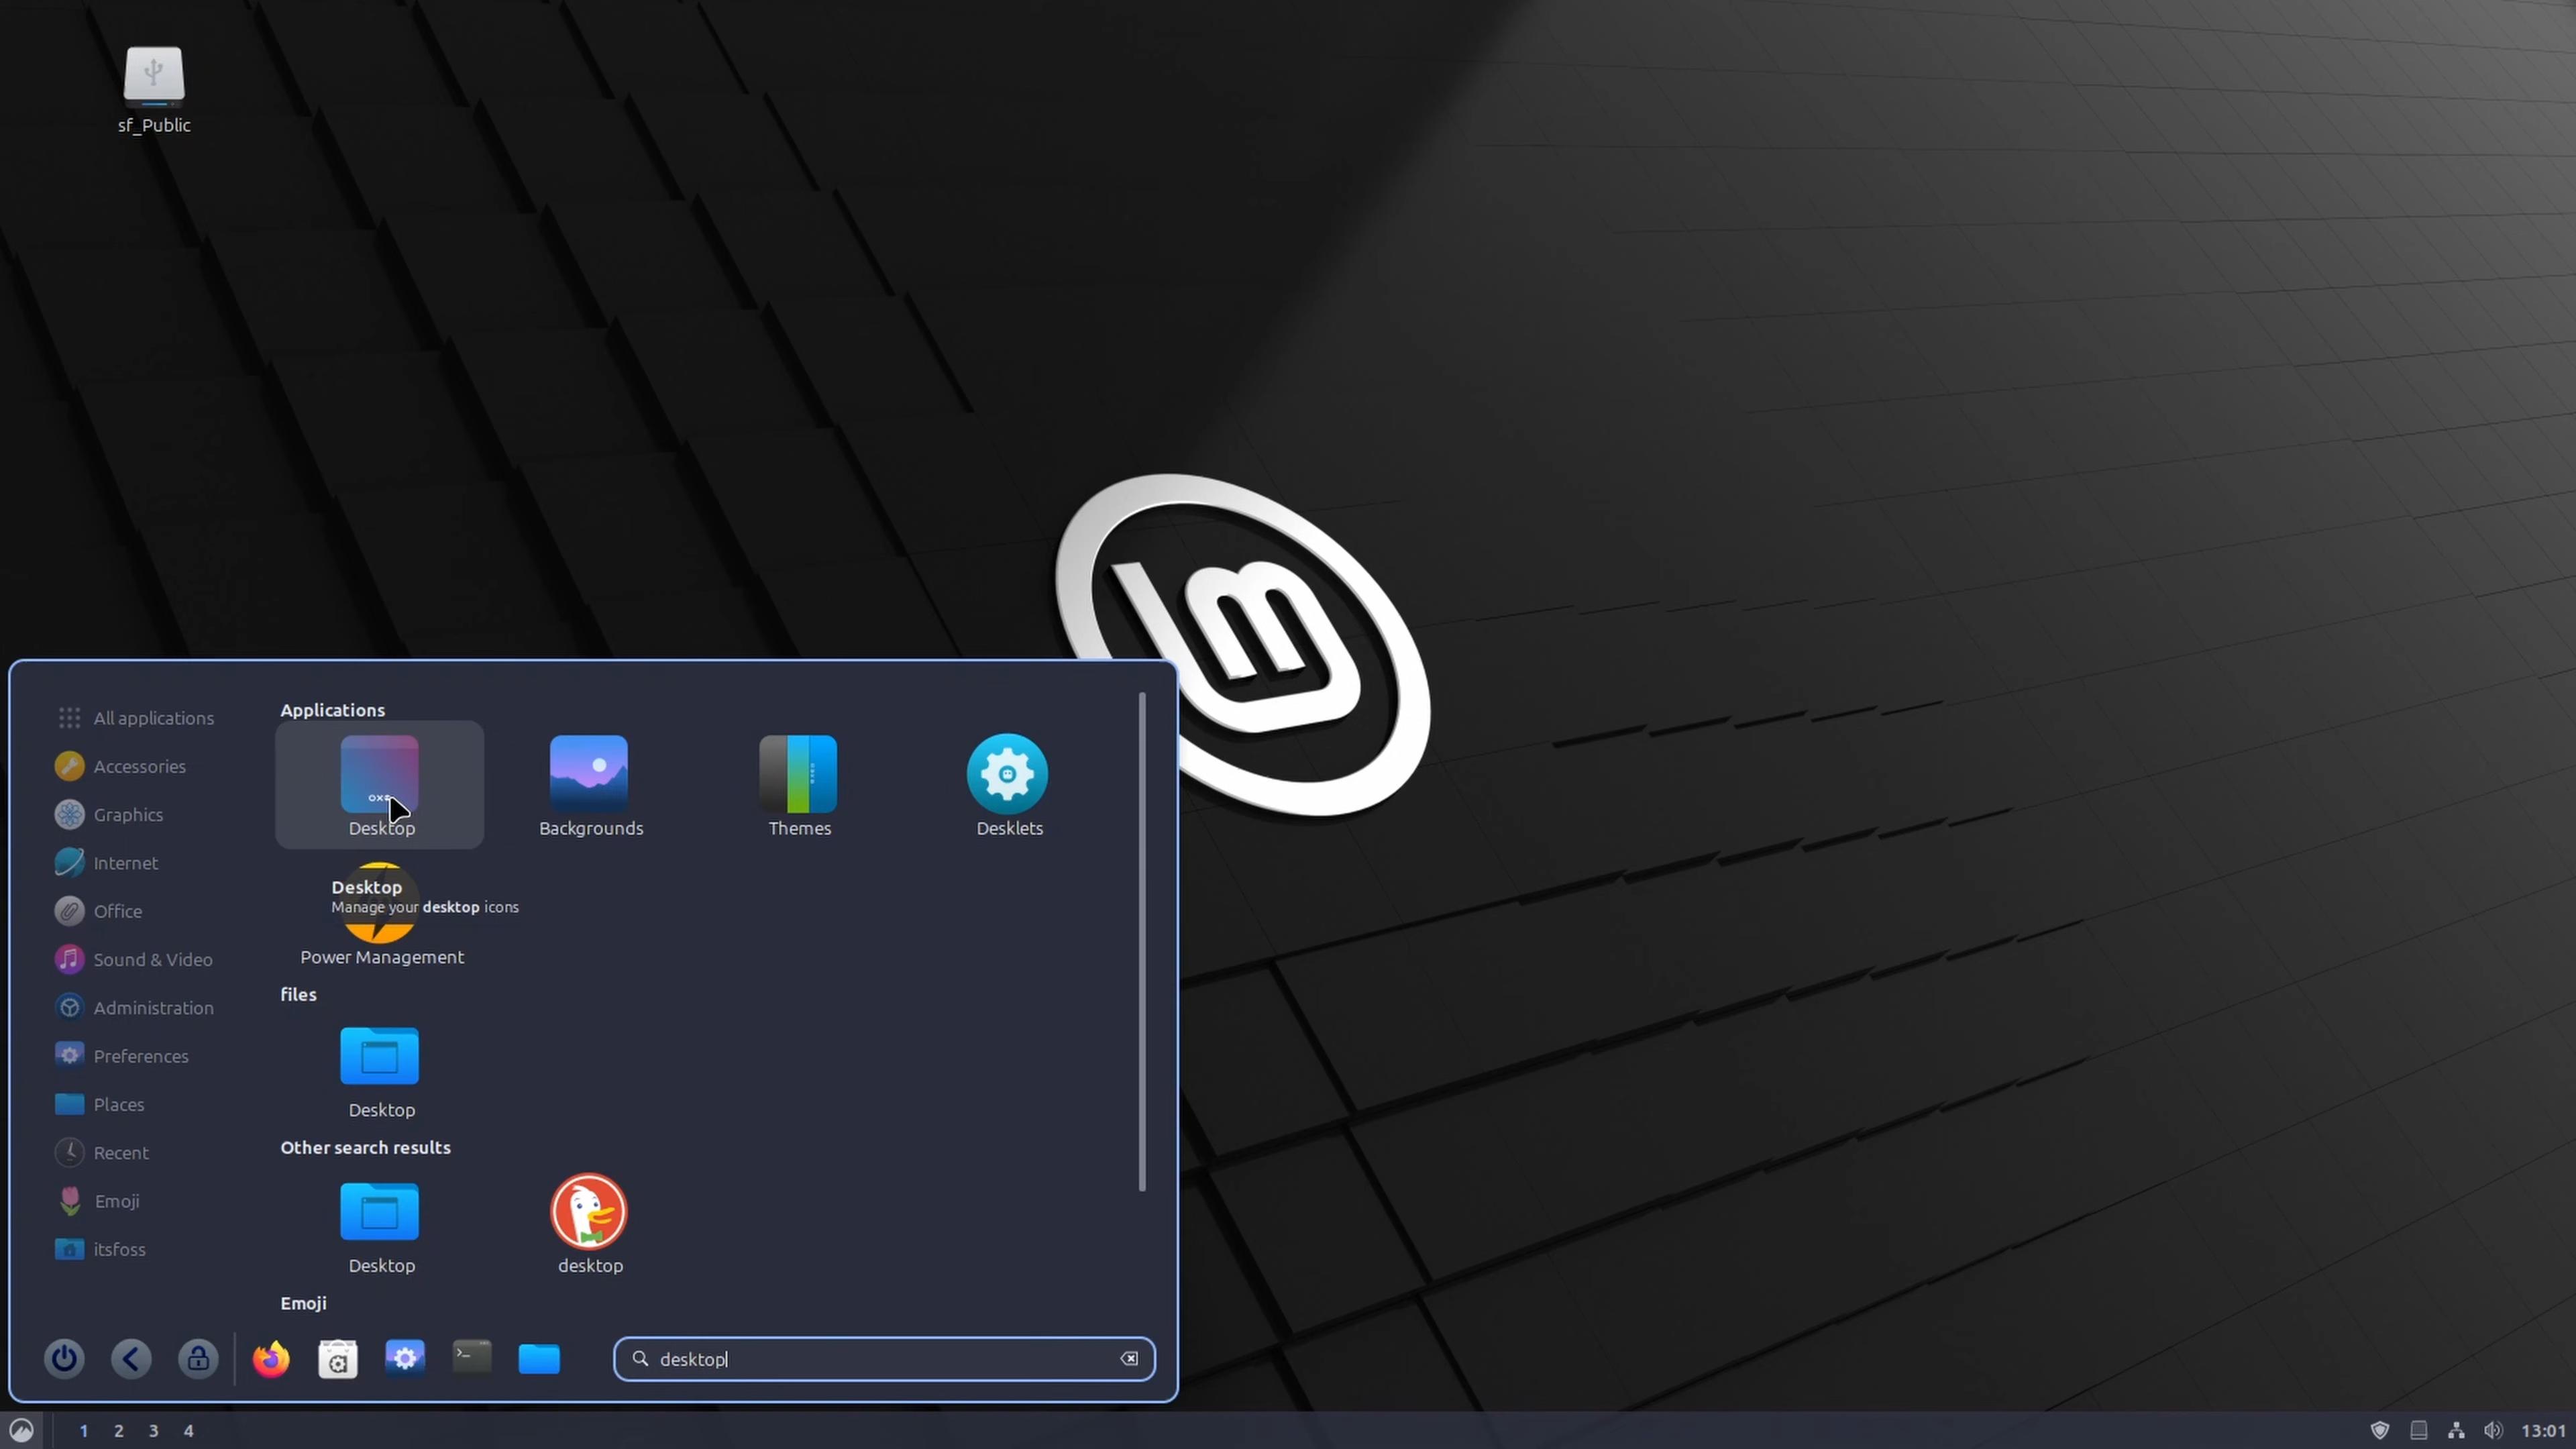 sf_Public
All applications
Accessories
Graphics
Internet
Office
Sound & Video
Administration
Preferences
Places
Recent
Emoji
itsfoss
Applications
Desktop
Backgrounds
Themes
Desklets
Desktop
Manage your desktop icons
Power Management
files
Desktop
Other search results
Desktop
desktop
Emoji
desktop
1 2 3 4
13:01